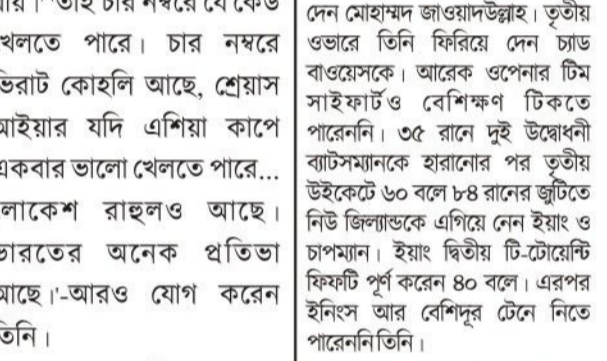 তাই চার নম্বরে যে কেউ
খেলতে পারে। চার নম্বরে
বিরাট কোহলি আছে, শ্রেয়াস
আইয়ার যদি এশিয়া কাপে
একবার ভালো খেলতে পারে...
লোকেশ রাহুলও আছে।
ভারতের অনেক প্রতিভা
আছে।'-আরও যোগ করেন
তিনি।
দেন মোহাম্মদ জাওয়াদউল্লাহ। তৃতীয়
ওভারে তিনি ফিরিয়ে দেন চ্যাড
বাওয়েসকে। আরেক ওপেনার টিম
সাইফার্টও বেশিক্ষণ টিকতে
পারেননি। ৩৫ রানে দুই উদ্বোধনী
ব্যাটসম্যানকে হারানোর পর তৃতীয়
উইকেটে ৬০ বলে ৮৪ রানের জুটিতে
নিউ জিল্যান্ডকে এগিয়ে নেন ইয়াং ও
চাপম্যান। ইয়াং দ্বিতীয় টি-টোয়েন্টি
ফিফটি পূর্ণ করেন ৪০ বলে। এরপর
ইনিংস আর বেশিদূর টেনে নিতে
পারেননি তিনি।